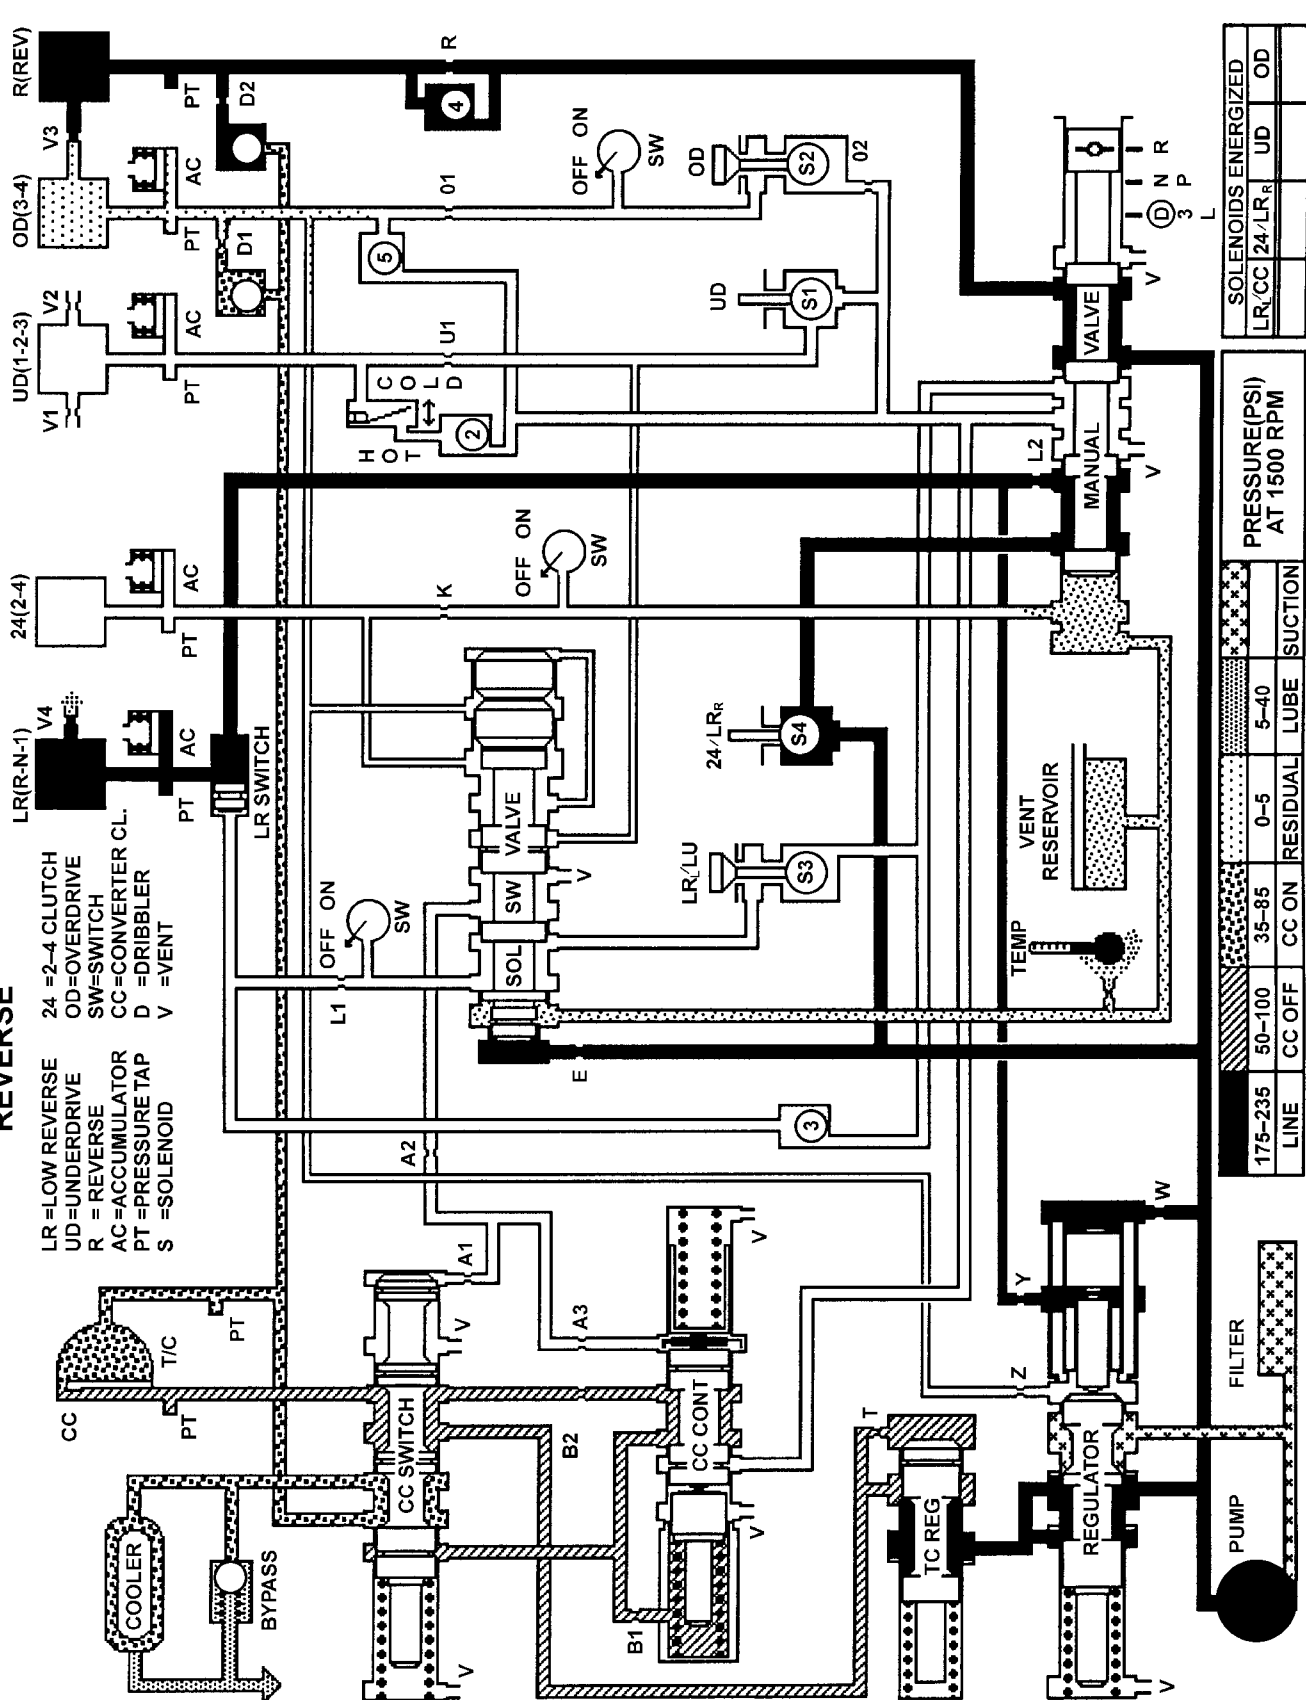 REVERSE
LR =LOW REVERSE
UD=UNDERDRIVE
R = REVERSE
AC=ACCUMULATOR
PT =PRESSURE TAP
S =SOLENOID
24 =2–4 CLUTCH
OD=OVERDRIVE
SW=SWITCH
CC =CONVERTER CL.
D =DRIBBLER
V =VENT
LR(R-N-1)
V4
AC
PT
LR SWITCH
24(2-4)
AC
PT
UD(1-2-3)
V1
V2
AC
PT
OD(3-4)
V3
AC
PT
R(REV)
PT
D2
D1
COOLER
BYPASS
CC
T/C
PT
PT
CC SWITCH
V
V
A1
A2
A3
L1
OFF ON
SW
K
OFF ON
SW
HOT
COLD
U1
01
R
2
5
4
OFF ON
SW
B1
B2
CC CONT
V
V
E
SOL SW VALVE
V
LR/LU
S3
24/LRR
S4
UD
S1
OD
S2
02
3
T
TC REG
Z
Y
W
REGULATOR
V
PUMP
FILTER
TEMP
VENT
RESERVOIR
L2
MANUAL VALVE
V
V
D
3
L
N
P
R
175–235
LINE
50–100
CC OFF
35–85
CC ON
0–5
RESIDUAL
5–40
LUBE
SUCTION
PRESSURE(PSI)
AT 1500 RPM
SOLENOIDS ENERGIZED
LRL/CC 24/LRR UD OD